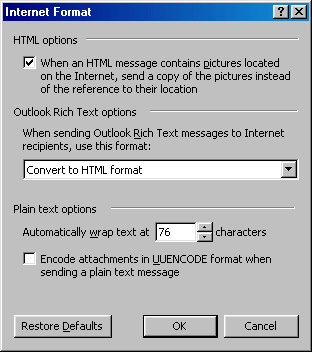 Internet Format
HTML options
When an HTML message contains pictures located
on the Internet, send a copy of the pictures instead
of the reference to their location
Outlook Rich Text options
When sending Outlook Rich Text messages to Internet
recipients, use this format:
Convert to HTML format
Plain text options
Automatically wrap text at 76 characters
Encode attachments in UUENCODE format when
sending a plain text message
Restore Defaults OK Cancel